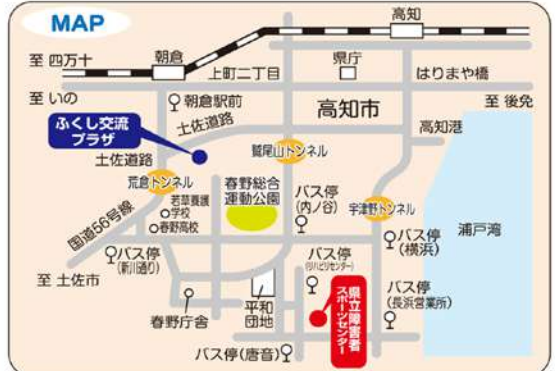 MAP
高知
至 四万十
朝倉
県庁
上町二丁目
はりまや橋
至 いの
朝倉駅前
高知市
至 後免
ふくし交流
プラザ
土佐道路
高知港
土佐道路
鷲尾山トンネル
荒倉トンネル
若草養護
学校
春野高校
春野総合
運動公園
バス停
(内ノ谷)
宇津野トンネル
国道56号線
バス停
(新川通り)
バス停
(リハビリセンター)
バス停
(横浜)
浦戸湾
至 土佐市
春野庁舎
平和
団地
県立障害者
スポーツセンター
バス停
(長浜営業所)
バス停(唐音)